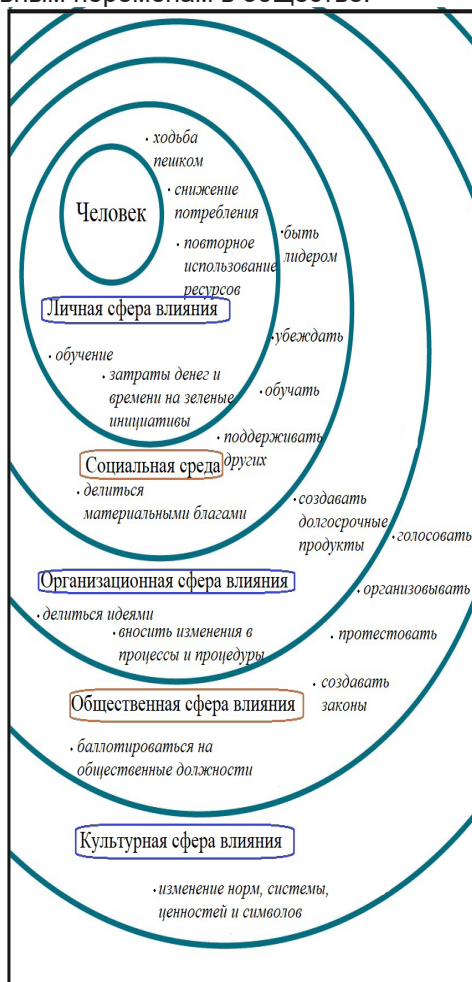 вным переменам в обществе.
· ходьба
пешком
Человек
· снижение
потребления
· повторное
использование
ресурсов
· быть
лидером
Личная сфера влияния
· убеждать
· обучение
· затраты денег и
времени на зеленые
инициативы
· обучать
· поддерживать
других
Социальная среда
· делиться
материальными благами
· создавать
долгосрочные
продукты
· голосовать
Организационная сфера влияния
· организовывать
· делиться идеями
· вносить изменения в
процессы и процедуры
· протестовать
· создавать
законы
Общественная сфера влияния
· баллотироваться на
общественные должности
Культурная сфера влияния
· изменение норм, системы,
ценностей и символов